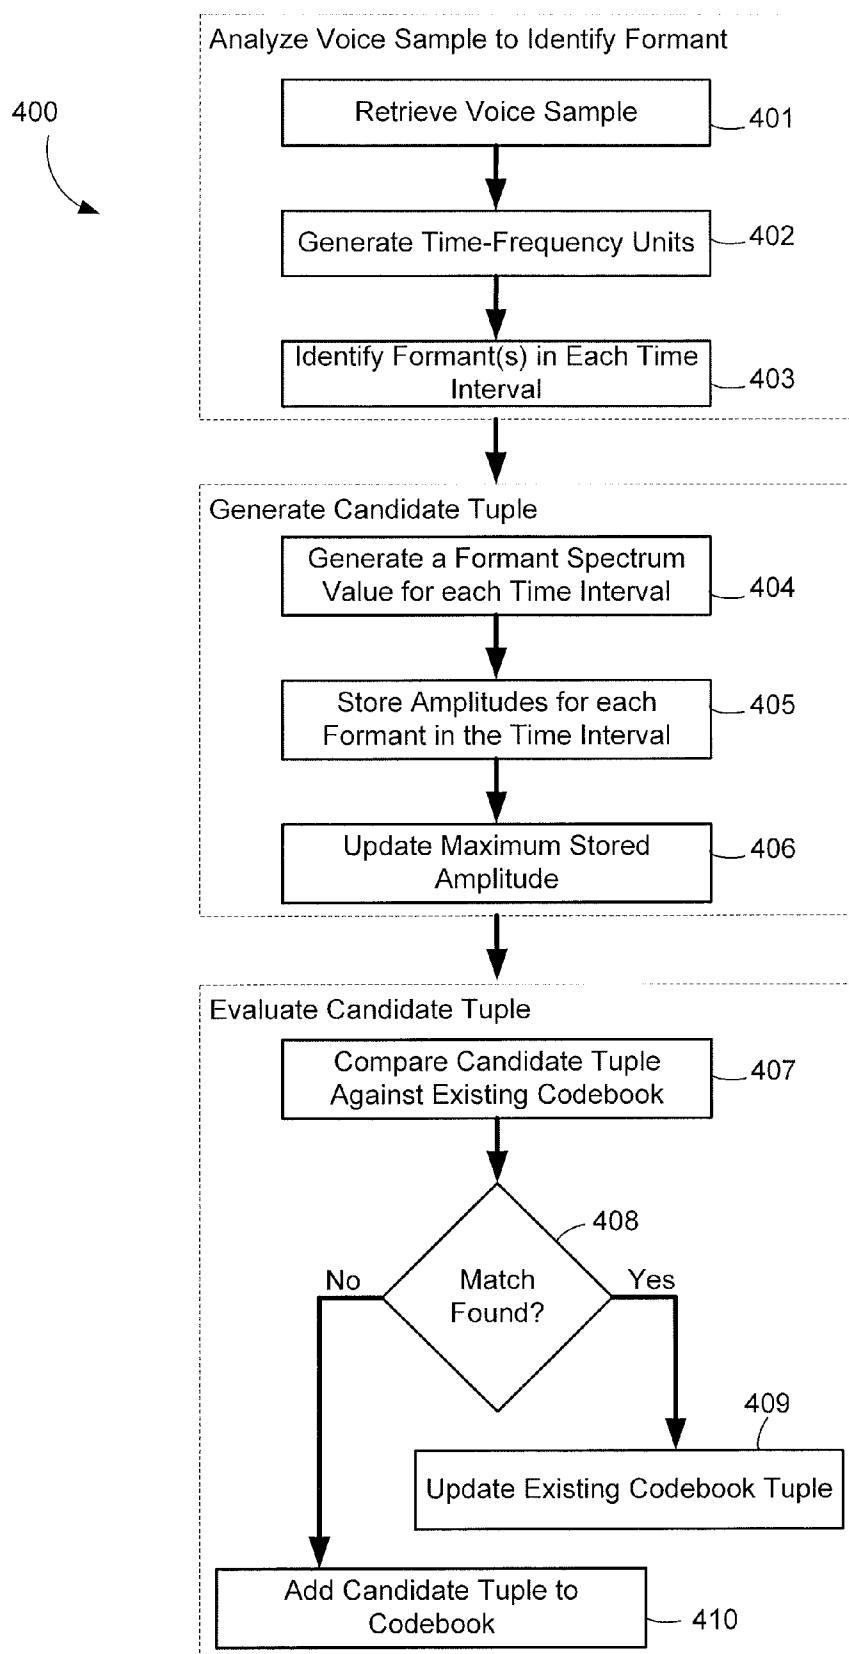 Analyze Voice Sample to Identify Formant
400
Retrieve Voice Sample
401
Generate Time-Frequency Units
402
Identify Formant(s) in Each Time
Interval
403
Generate Candidate Tuple
Generate a Formant Spectrum
Value for each Time Interval
404
Store Amplitudes for each
Formant in the Time Interval
405
Update Maximum Stored
Amplitude
406
Evaluate Candidate Tuple
Compare Candidate Tuple
Against Existing Codebook
407
408
No
Match
Found?
Yes
409
Update Existing Codebook Tuple
Add Candidate Tuple to
Codebook
410